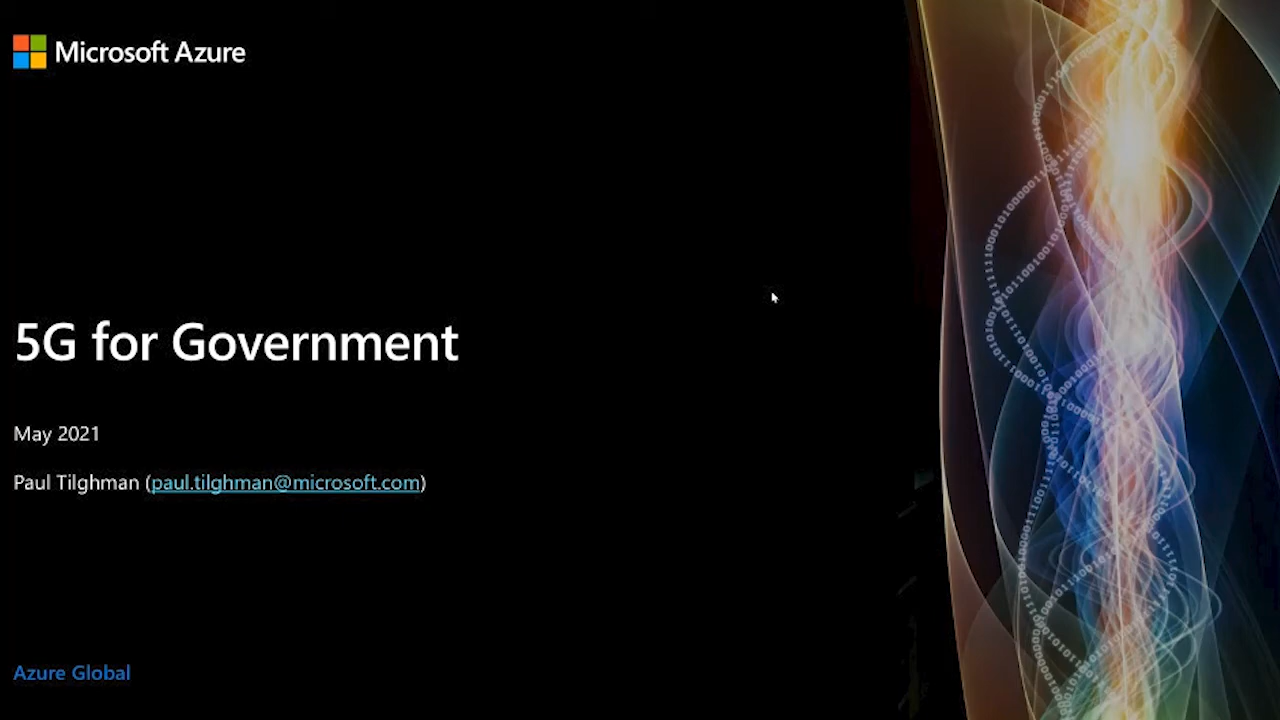 Microsoft Azure
5G for Government
May 2021
Paul Tilghman (paul.tilghman@microsoft.com)
Azure Global